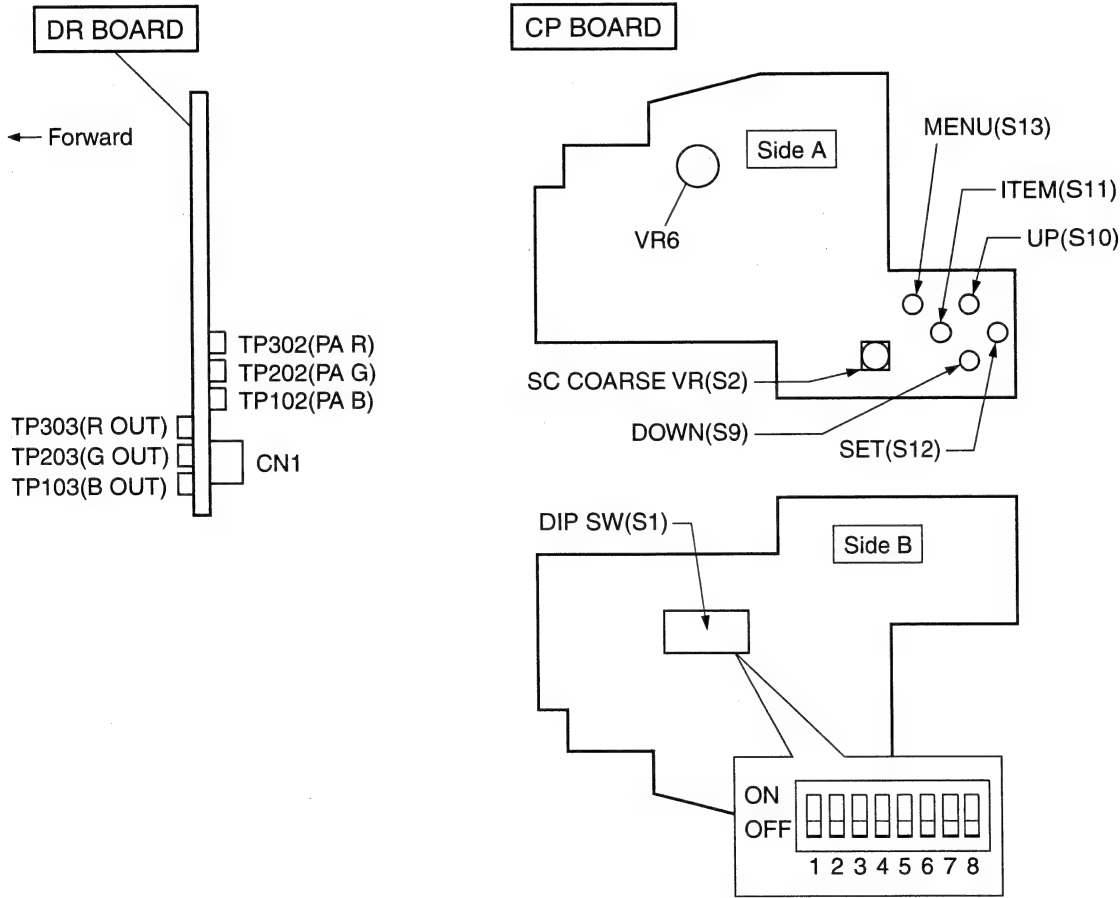 DR BOARD
Forward
TP302(PA R)
TP202(PA G)
TP102(PA B)
TP303(R OUT)
TP203(G OUT)
TP103(B OUT)
CN1
CP BOARD
Side A
VR6
MENU(S13)
ITEM(S11)
UP(S10)
SC COARSE VR(S2)
DOWN(S9)
SET(S12)
DIP SW(S1)
Side B
ON
OFF
1 2 3 4 5 6 7 8